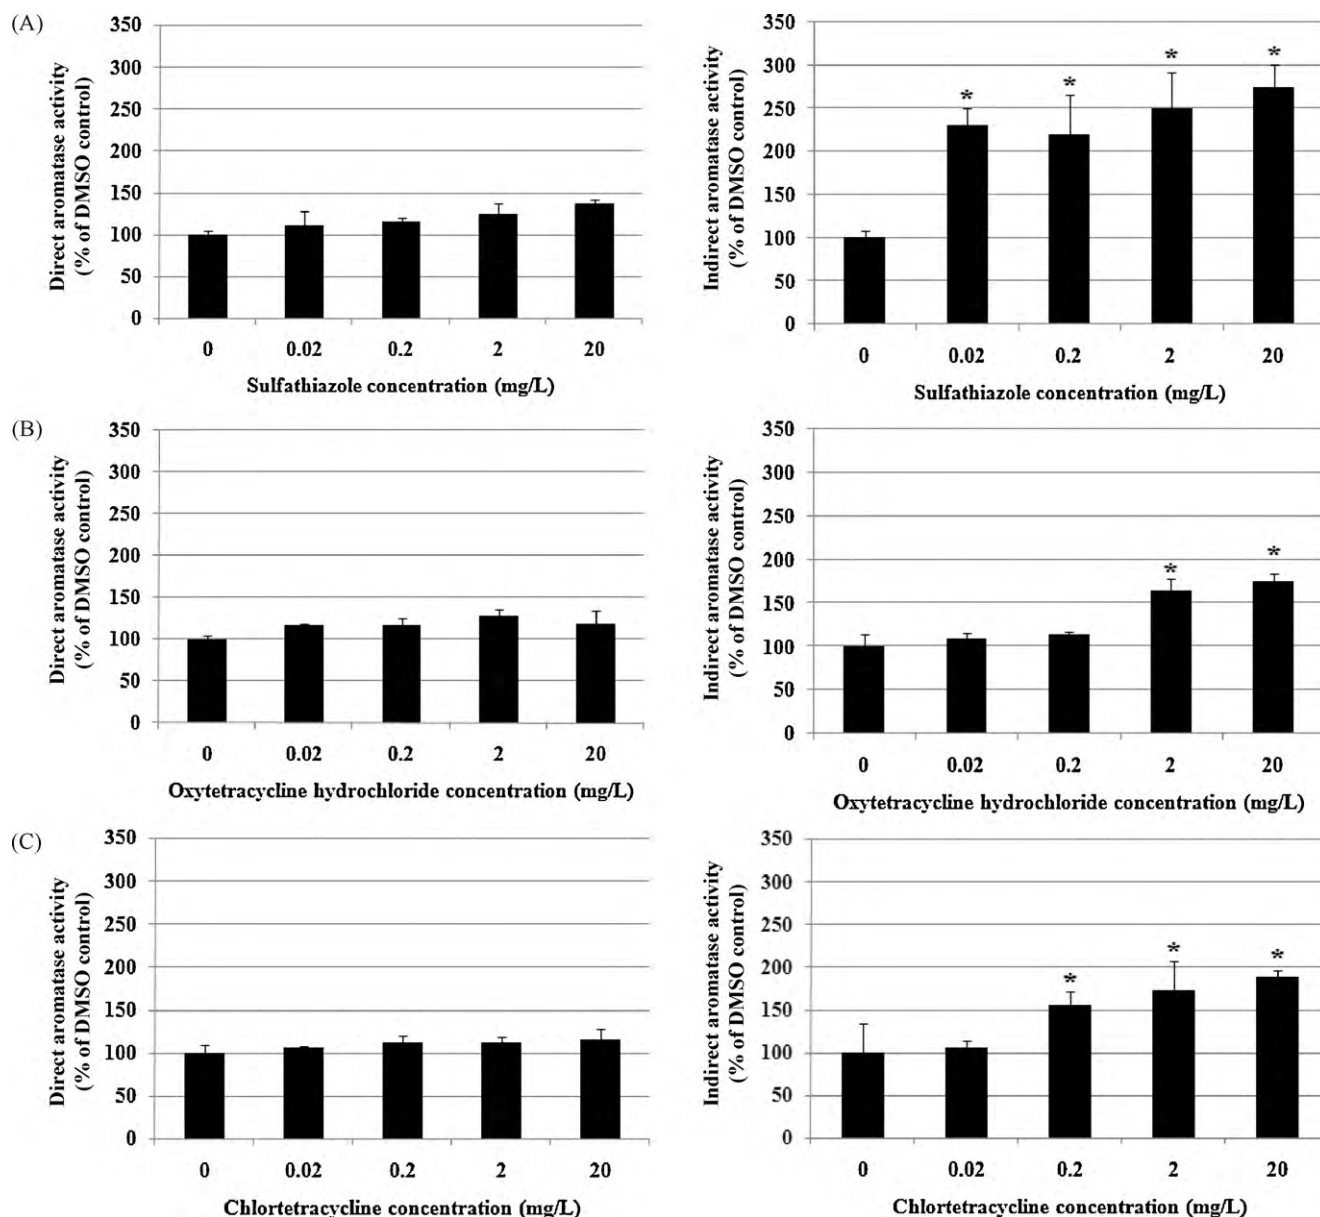 (A)
Direct aromatase activity
(% of DMSO control)
350
300
250
200
150
100
50
0
0 0.02 0.2 2 20
Sulfathiazole concentration (mg/L)
Indirect aromatase activity
(% of DMSO control)
350
300
250
200
150
100
50
0
* * * *
0 0.02 0.2 2 20
Sulfathiazole concentration (mg/L)
(B)
Direct aromatase activity
(% of DMSO control)
350
300
250
200
150
100
50
0
0 0.02 0.2 2 20
Oxytetracycline hydrochloride concentration (mg/L)
Indirect aromatase activity
(% of DMSO control)
350
300
250
200
150
100
50
0
* *
0 0.02 0.2 2 20
Oxytetracycline hydrochloride concentration (mg/L)
(C)
Direct aromatase activity
(% of DMSO control)
350
300
250
200
150
100
50
0
0 0.02 0.2 2 20
Chlortetracycline concentration (mg/L)
Indirect aromatase activity
(% of DMSO control)
350
300
250
200
150
100
50
0
* * *
0 0.02 0.2 2 20
Chlortetracycline concentration (mg/L)